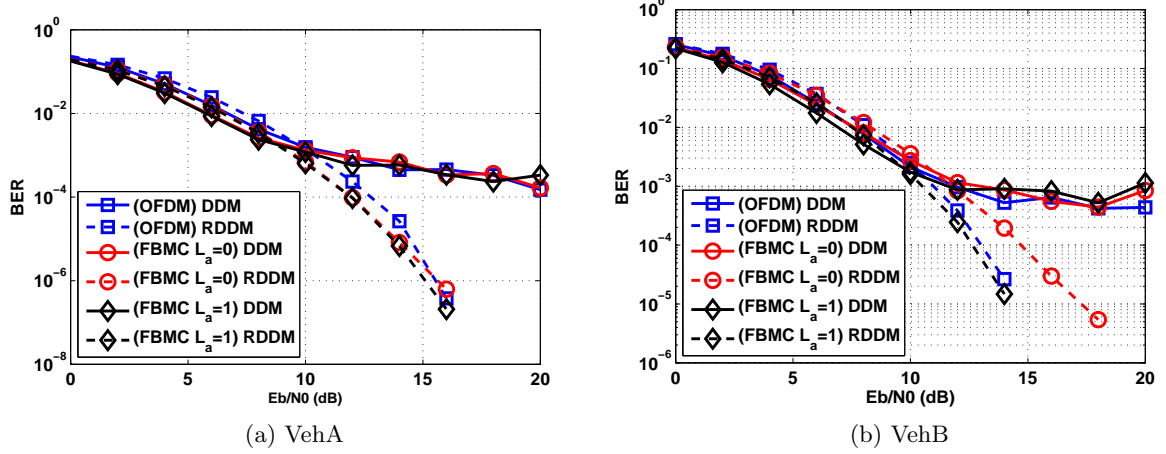 10^0
10^−2
10^−4
10^−6
10^−8
BER
0
5
10
15
20
Eb/N0 (dB)
(OFDM) DDM
(OFDM) RDDM
(FBMC L_a=0) DDM
(FBMC L_a=0) RDDM
(FBMC L_a=1) DDM
(FBMC L_a=1) RDDM
(a) VehA
10^0
10^−1
10^−2
10^−3
10^−4
10^−5
10^−6
BER
0
5
10
15
20
Eb/N0 (dB)
(OFDM) DDM
(OFDM) RDDM
(FBMC L_a=0) DDM
(FBMC L_a=0) RDDM
(FBMC L_a=1) DDM
(FBMC L_a=1) RDDM
(b) VehB